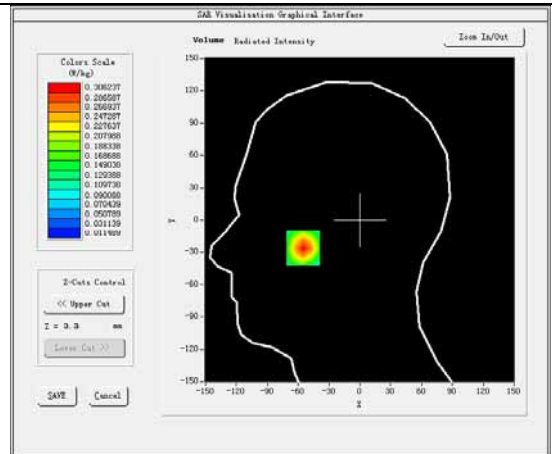 SAR Visualisation Graphical Interface
Volume Radiated Intensity
Zoom In/Out
Colors Scale
(W/kg)
0.306237
0.286587
0.266937
0.247287
0.227637
0.207988
0.188338
0.168688
0.149038
0.129388
0.109738
0.090088
0.070439
0.050789
0.031139
0.011489
150
120
90
60
30
0
-30
-60
-90
-120
-150
Y
-150 -120 -90 -60 -30 0 30 60 90 120 150
X
Z-Cuts Control
<< Upper Cut
Z = 3.3 mm
Lower Cut >>
SAVE
Cancel